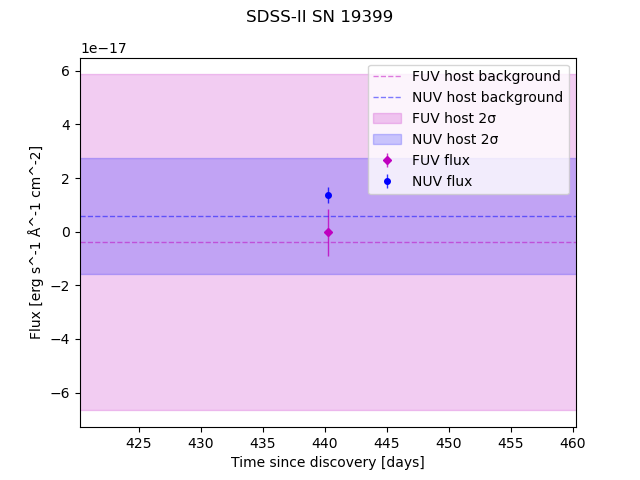 SDSS-II SN 19399
1e−17
FUV host background
NUV host background
FUV host 2σ
NUV host 2σ
FUV flux
NUV flux
6
4
2
0
−2
−4
−6
Flux [erg s^-1 Å^-1 cm^-2]
425 430 435 440 445 450 455 460
Time since discovery [days]